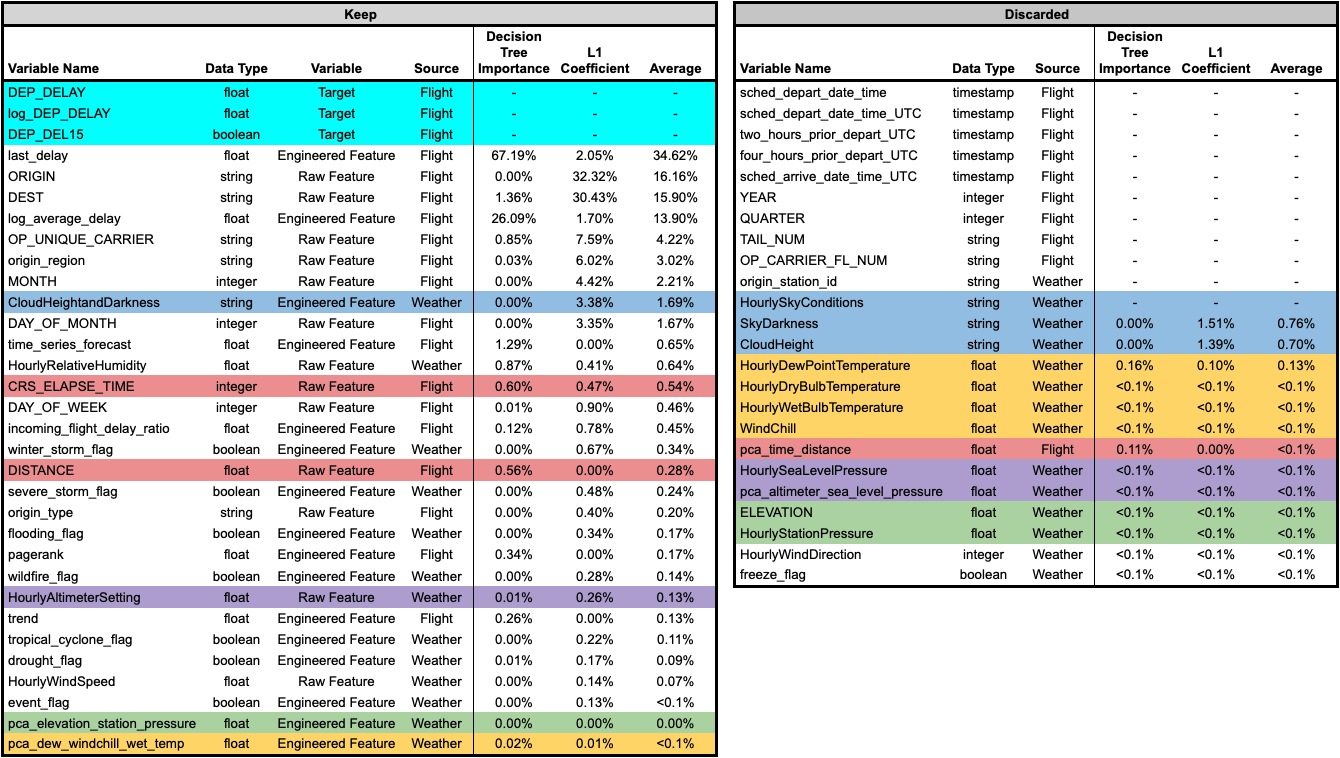 Keep
Variable Name Data Type Variable Source Decision Tree Importance L1 Coefficient Average
DEP_DELAY float Target Flight - - -
log_DEP_DELAY float Target Flight - - -
DEP_DEL15 boolean Target Flight - - -
last_delay float Engineered Feature Flight 67.19% 2.05% 34.62%
ORIGIN string Raw Feature Flight 0.00% 32.32% 16.16%
DEST string Raw Feature Flight 1.36% 30.43% 15.90%
log_average_delay float Engineered Feature Flight 26.09% 1.70% 13.90%
OP_UNIQUE_CARRIER string Raw Feature Flight 0.85% 7.59% 4.22%
origin_region string Raw Feature Flight 0.03% 6.02% 3.02%
MONTH integer Raw Feature Flight 0.00% 4.42% 2.21%
CloudHeightandDarkness string Engineered Feature Weather 0.00% 3.38% 1.69%
DAY_OF_MONTH integer Raw Feature Flight 0.00% 3.35% 1.67%
time_series_forecast float Engineered Feature Flight 1.29% 0.00% 0.65%
HourlyRelativeHumidity float Raw Feature Weather 0.87% 0.41% 0.64%
CRS_ELAPSE_TIME integer Raw Feature Flight 0.60% 0.47% 0.54%
DAY_OF_WEEK integer Raw Feature Flight 0.01% 0.90% 0.46%
incoming_flight_delay_ratio float Engineered Feature Flight 0.12% 0.78% 0.45%
winter_storm_flag boolean Engineered Feature Weather 0.00% 0.67% 0.34%
DISTANCE float Raw Feature Flight 0.56% 0.00% 0.28%
severe_storm_flag boolean Engineered Feature Weather 0.00% 0.48% 0.24%
origin_type string Raw Feature Flight 0.00% 0.40% 0.20%
flooding_flag boolean Engineered Feature Weather 0.00% 0.34% 0.17%
pagerank float Engineered Feature Flight 0.34% 0.00% 0.17%
wildfire_flag boolean Engineered Feature Weather 0.00% 0.28% 0.14%
HourlyAltimeterSetting float Raw Feature Weather 0.01% 0.26% 0.13%
trend float Engineered Feature Flight 0.26% 0.00% 0.13%
tropical_cyclone_flag boolean Engineered Feature Weather 0.00% 0.22% 0.11%
drought_flag boolean Engineered Feature Weather 0.01% 0.17% 0.09%
HourlyWindSpeed float Raw Feature Weather 0.00% 0.14% 0.07%
event_flag boolean Engineered Feature Weather 0.00% 0.13% <0.1%
pca_elevation_station_pressure float Engineered Feature Weather 0.00% 0.00% 0.00%
pca_dew_windchill_wet_temp float Engineered Feature Weather 0.02% 0.01% <0.1%
Discarded
Variable Name Data Type Source Decision Tree Importance L1 Coefficient Average
sched_depart_date_time timestamp Flight - - -
sched_depart_date_time_UTC timestamp Flight - - -
two_hours_prior_depart_UTC timestamp Flight - - -
four_hours_prior_depart_UTC timestamp Flight - - -
sched_arrive_date_time_UTC timestamp Flight - - -
YEAR integer Flight - - -
QUARTER integer Flight - - -
TAIL_NUM string Flight - - -
OP_CARRIER_FL_NUM string Flight - - -
origin_station_id string Weather - - -
HourlySkyConditions string Weather - - -
SkyDarkness string Weather 0.00% 1.51% 0.76%
CloudHeight string Weather 0.00% 1.39% 0.70%
HourlyDewPointTemperature float Weather 0.16% 0.10% 0.13%
HourlyDryBulbTemperature float Weather <0.1% <0.1% <0.1%
HourlyWetBulbTemperature float Weather <0.1% <0.1% <0.1%
WindChill float Weather <0.1% <0.1% <0.1%
pca_time_distance float Flight 0.11% 0.00% <0.1%
HourlySeaLevelPressure float Weather <0.1% <0.1% <0.1%
pca_altimeter_sea_level_pressure float Weather <0.1% <0.1% <0.1%
ELEVATION float Weather <0.1% <0.1% <0.1%
HourlyStationPressure float Weather <0.1% <0.1% <0.1%
HourlyWindDirection integer Weather <0.1% <0.1% <0.1%
freeze_flag boolean Weather <0.1% <0.1% <0.1%